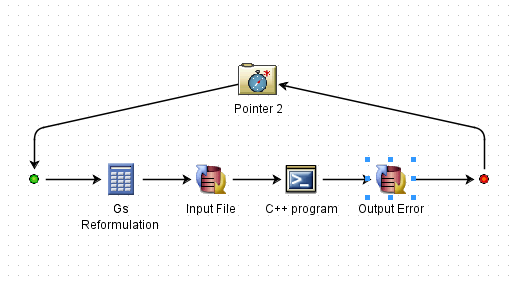 Pointer 2
Gs
Reformulation
Input File
C++ program
Output Error